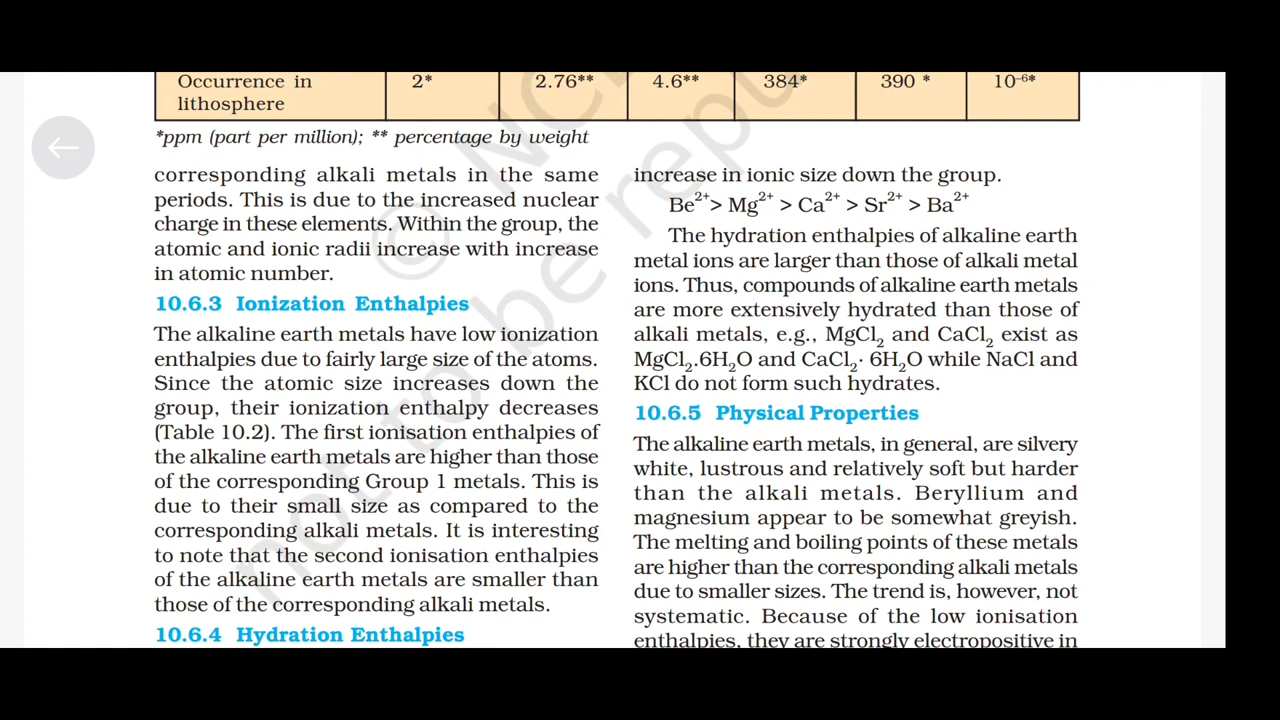 Occurrence in 2* 2.76** 4.6** 384* 390 * 10⁻⁶*
lithosphere
*ppm (part per million); ** percentage by weight
corresponding alkali metals in the same
periods. This is due to the increased nuclear
charge in these elements. Within the group, the
atomic and ionic radii increase with increase
in atomic number.
10.6.3 Ionization Enthalpies
The alkaline earth metals have low ionization
enthalpies due to fairly large size of the atoms.
Since the atomic size increases down the
group, their ionization enthalpy decreases
(Table 10.2). The first ionisation enthalpies of
the alkaline earth metals are higher than those
of the corresponding Group 1 metals. This is
due to their small size as compared to the
corresponding alkali metals. It is interesting
to note that the second ionisation enthalpies
of the alkaline earth metals are smaller than
those of the corresponding alkali metals.
10.6.4 Hydration Enthalpies
increase in ionic size down the group.
Be²⁺> Mg²⁺ > Ca²⁺ > Sr²⁺ > Ba²⁺
The hydration enthalpies of alkaline earth
metal ions are larger than those of alkali metal
ions. Thus, compounds of alkaline earth metals
are more extensively hydrated than those of
alkali metals, e.g., MgCl₂ and CaCl₂ exist as
MgCl₂.6H₂O and CaCl₂· 6H₂O while NaCl and
KCl do not form such hydrates.
10.6.5 Physical Properties
The alkaline earth metals, in general, are silvery
white, lustrous and relatively soft but harder
than the alkali metals. Beryllium and
magnesium appear to be somewhat greyish.
The melting and boiling points of these metals
are higher than the corresponding alkali metals
due to smaller sizes. The trend is, however, not
systematic. Because of the low ionisation
enthalpies, they are strongly electropositive in
© NC
not to be repu